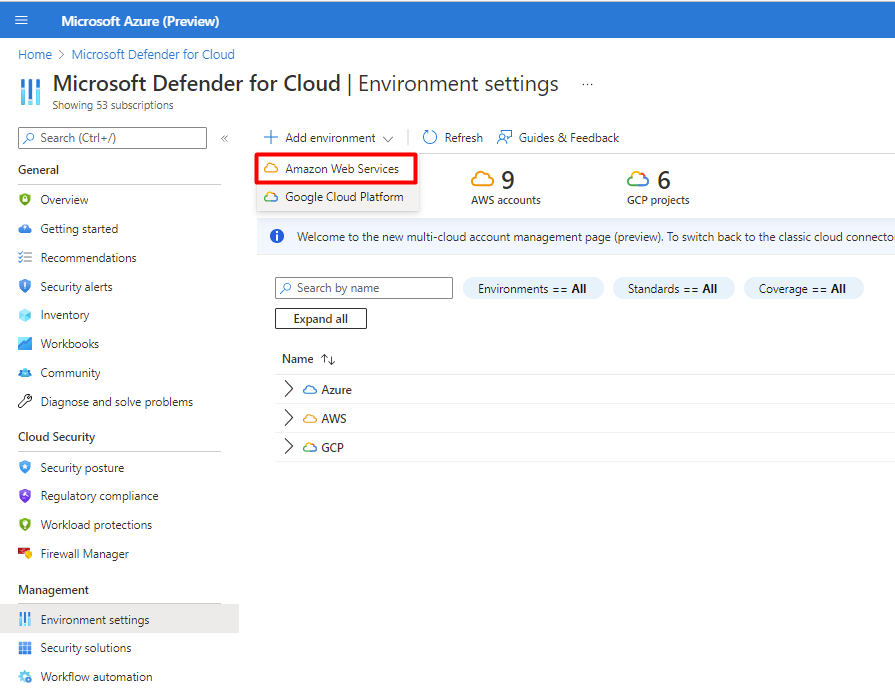 Microsoft Azure (Preview)
Home > Microsoft Defender for Cloud
Microsoft Defender for Cloud | Environment settings ...
Showing 53 subscriptions
Search (Ctrl+/)
«
General
Overview
Getting started
Recommendations
Security alerts
Inventory
Workbooks
Community
Diagnose and solve problems
Cloud Security
Security posture
Regulatory compliance
Workload protections
Firewall Manager
Management
Environment settings
Security solutions
Workflow automation
Add environment
Refresh
Guides & Feedback
Amazon Web Services
Google Cloud Platform
9
AWS accounts
6
GCP projects
Welcome to the new multi-cloud account management page (preview). To switch back to the classic cloud connecto
Search by name
Environments == All
Standards == All
Coverage == All
Expand all
Name
Azure
AWS
GCP